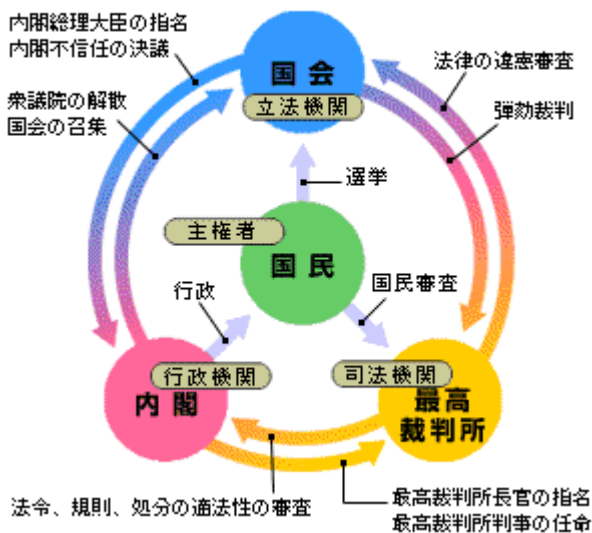 内閣総理大臣の指名
内閣不信任の決議
衆議院の解散
国会の召集
国会
立法機関
法律の違憲審査
弾劾裁判
選挙
主権者
国民
行政
国民審査
行政機関
内閣
司法機関
最高
裁判所
法令、規則、処分の適法性の審査
最高裁判所長官の指名
最高裁判所判事の任命